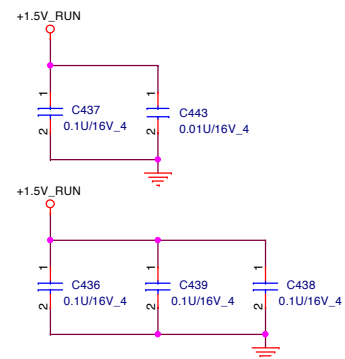 +1.5V_RUN
1
2
C437
0.1U/16V_4
1
2
C443
0.01U/16V_4
+1.5V_RUN
1
2
C436
0.1U/16V_4
1
2
C439
0.1U/16V_4
1
2
C438
0.1U/16V_4